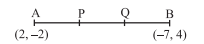 A P Q B
(2, –2) (–7, 4)